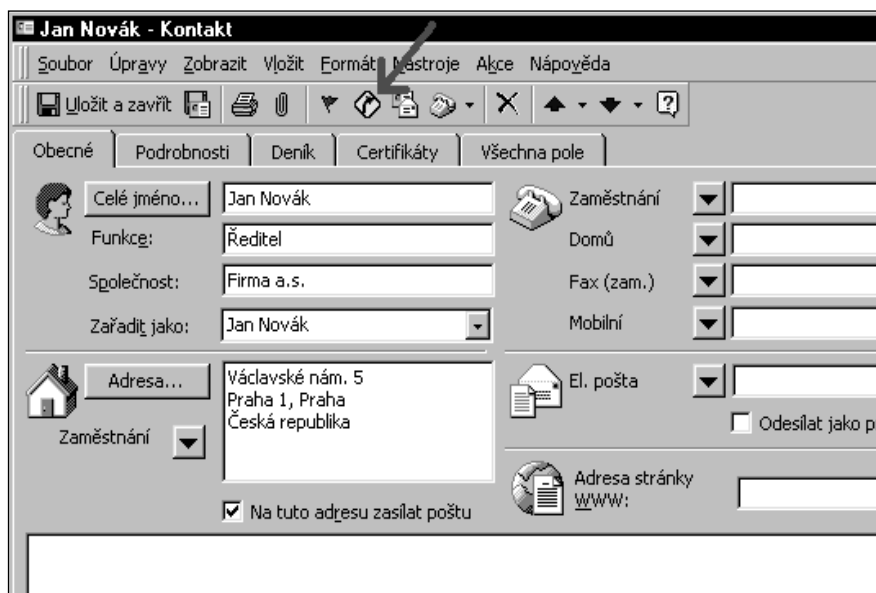 Jan Novák - Kontakt
Soubor Úpravy Zobrazit Vložit Formát Nástroje Akce Nápověda
Uložit a zavřít
Obecné Podrobnosti Deník Certifikáty Všechna pole
Celé jméno... Jan Novák Zaměstnání
Funkce: Ředitel Domů
Společnost: Firma a.s. Fax (zam.)
Zařadit jako: Jan Novák Mobilní
Adresa... Václavské nám. 5 El. pošta
Praha 1, Praha
Česká republika Odesílat jako p
Zaměstnání
Adresa stránky
WWW:
Na tuto adresu zasílat poštu